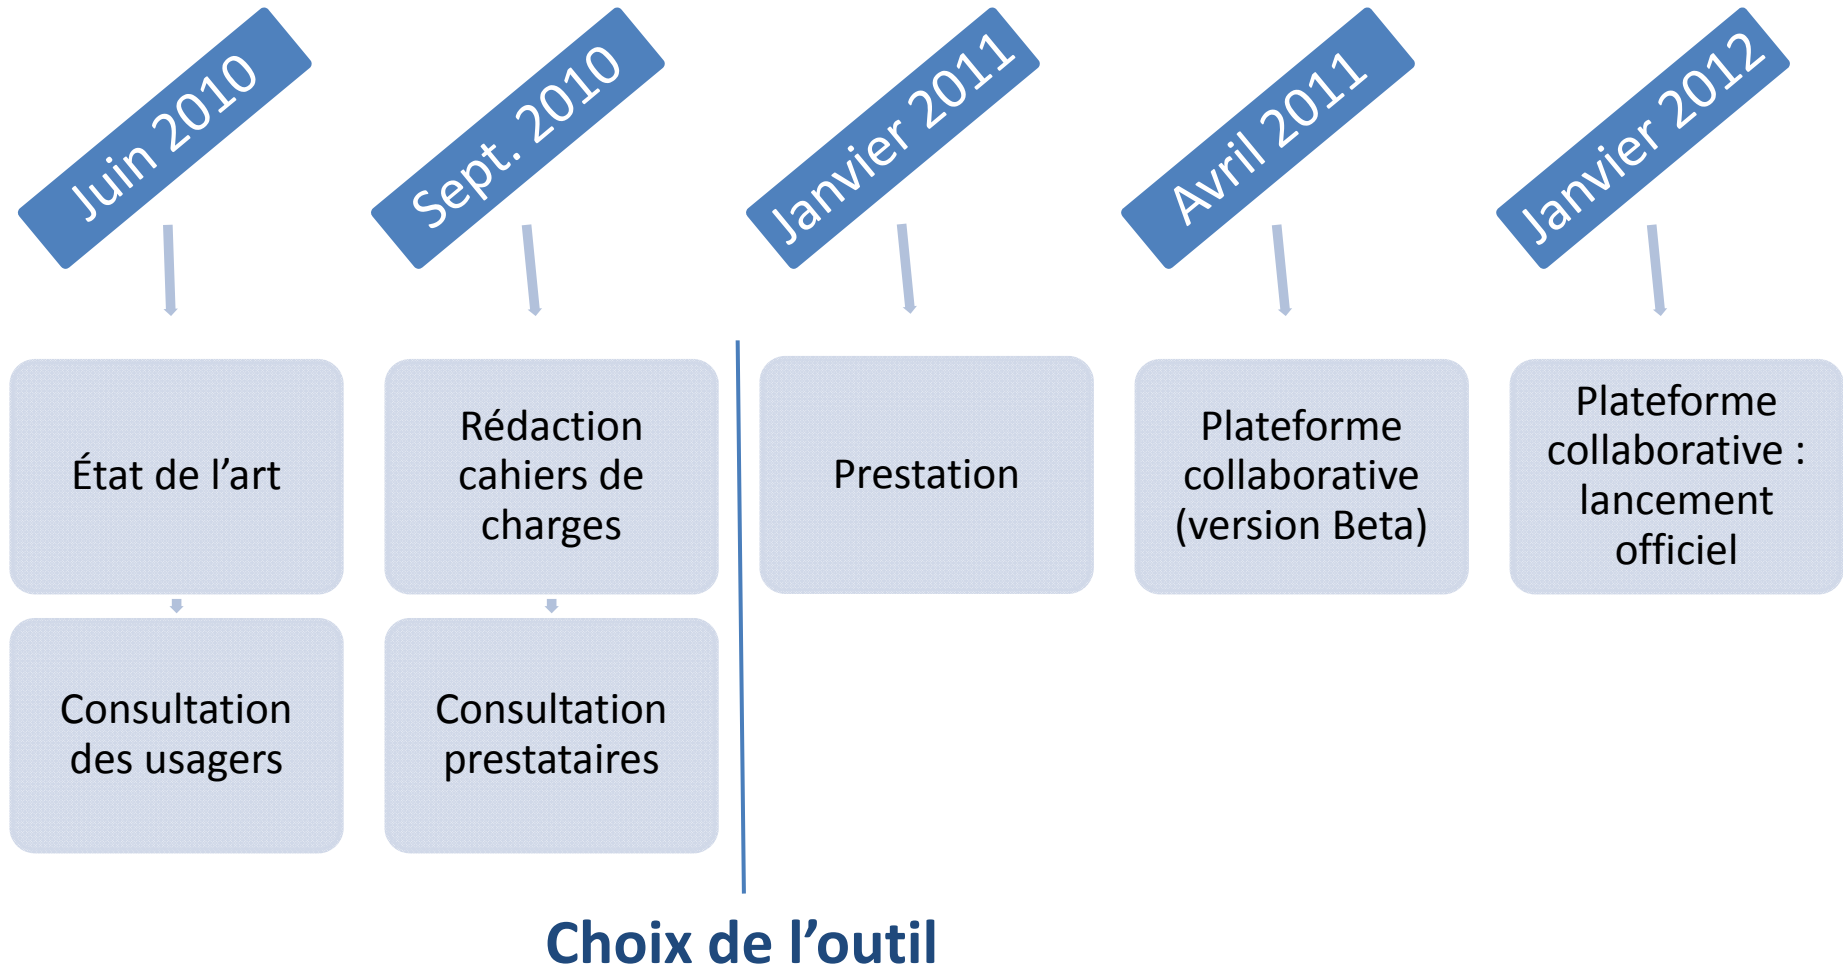 Juin 2010
Sept. 2010
Janvier 2011
Avril 2011
Janvier 2012
État de l’art
Rédaction
cahiers de
charges
Prestation
Plateforme
collaborative
(version Beta)
Plateforme
collaborative :
lancement
officiel
Consultation
des usagers
Consultation
prestataires
Choix de l’outil